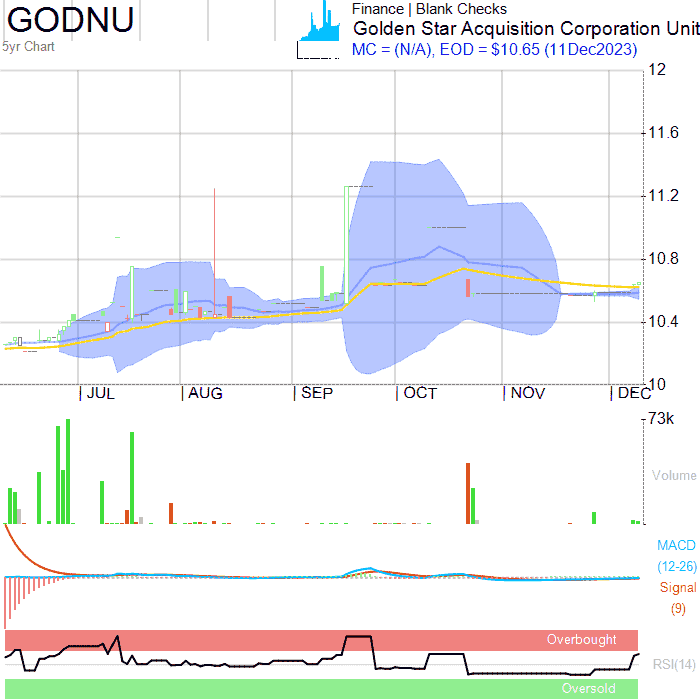 GODNU
5yr Chart
Finance | Blank Checks
Golden Star Acquisition Corporation Unit
MC = (N/A), EOD = $10.65 (11Dec2023)
12
11.6
11.2
10.8
10.4
10
JUL AUG SEP OCT NOV DEC
73k
Volume
MACD
(12-26)
Signal
(9)
Overbought
RSI(14)
Oversold